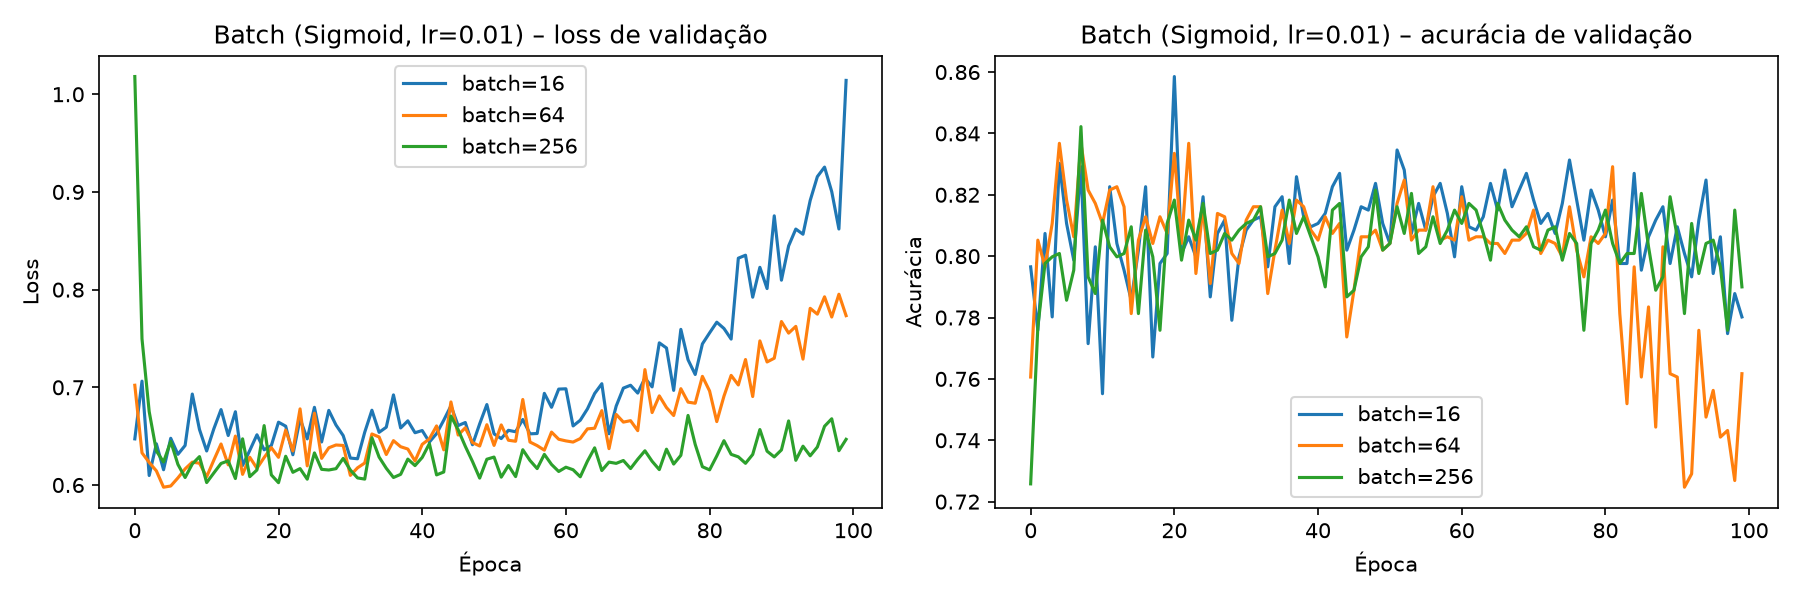 Batch (Sigmoid, lr=0.01) – loss de validação
Loss
1.0
0.9
0.8
0.7
0.6
batch=16
batch=64
batch=256
0
20
40
60
80
100
Época
Batch (Sigmoid, lr=0.01) – acurácia de validação
Acurácia
0.86
0.84
0.82
0.80
0.78
0.76
0.74
0.72
batch=16
batch=64
batch=256
0
20
40
60
80
100
Época